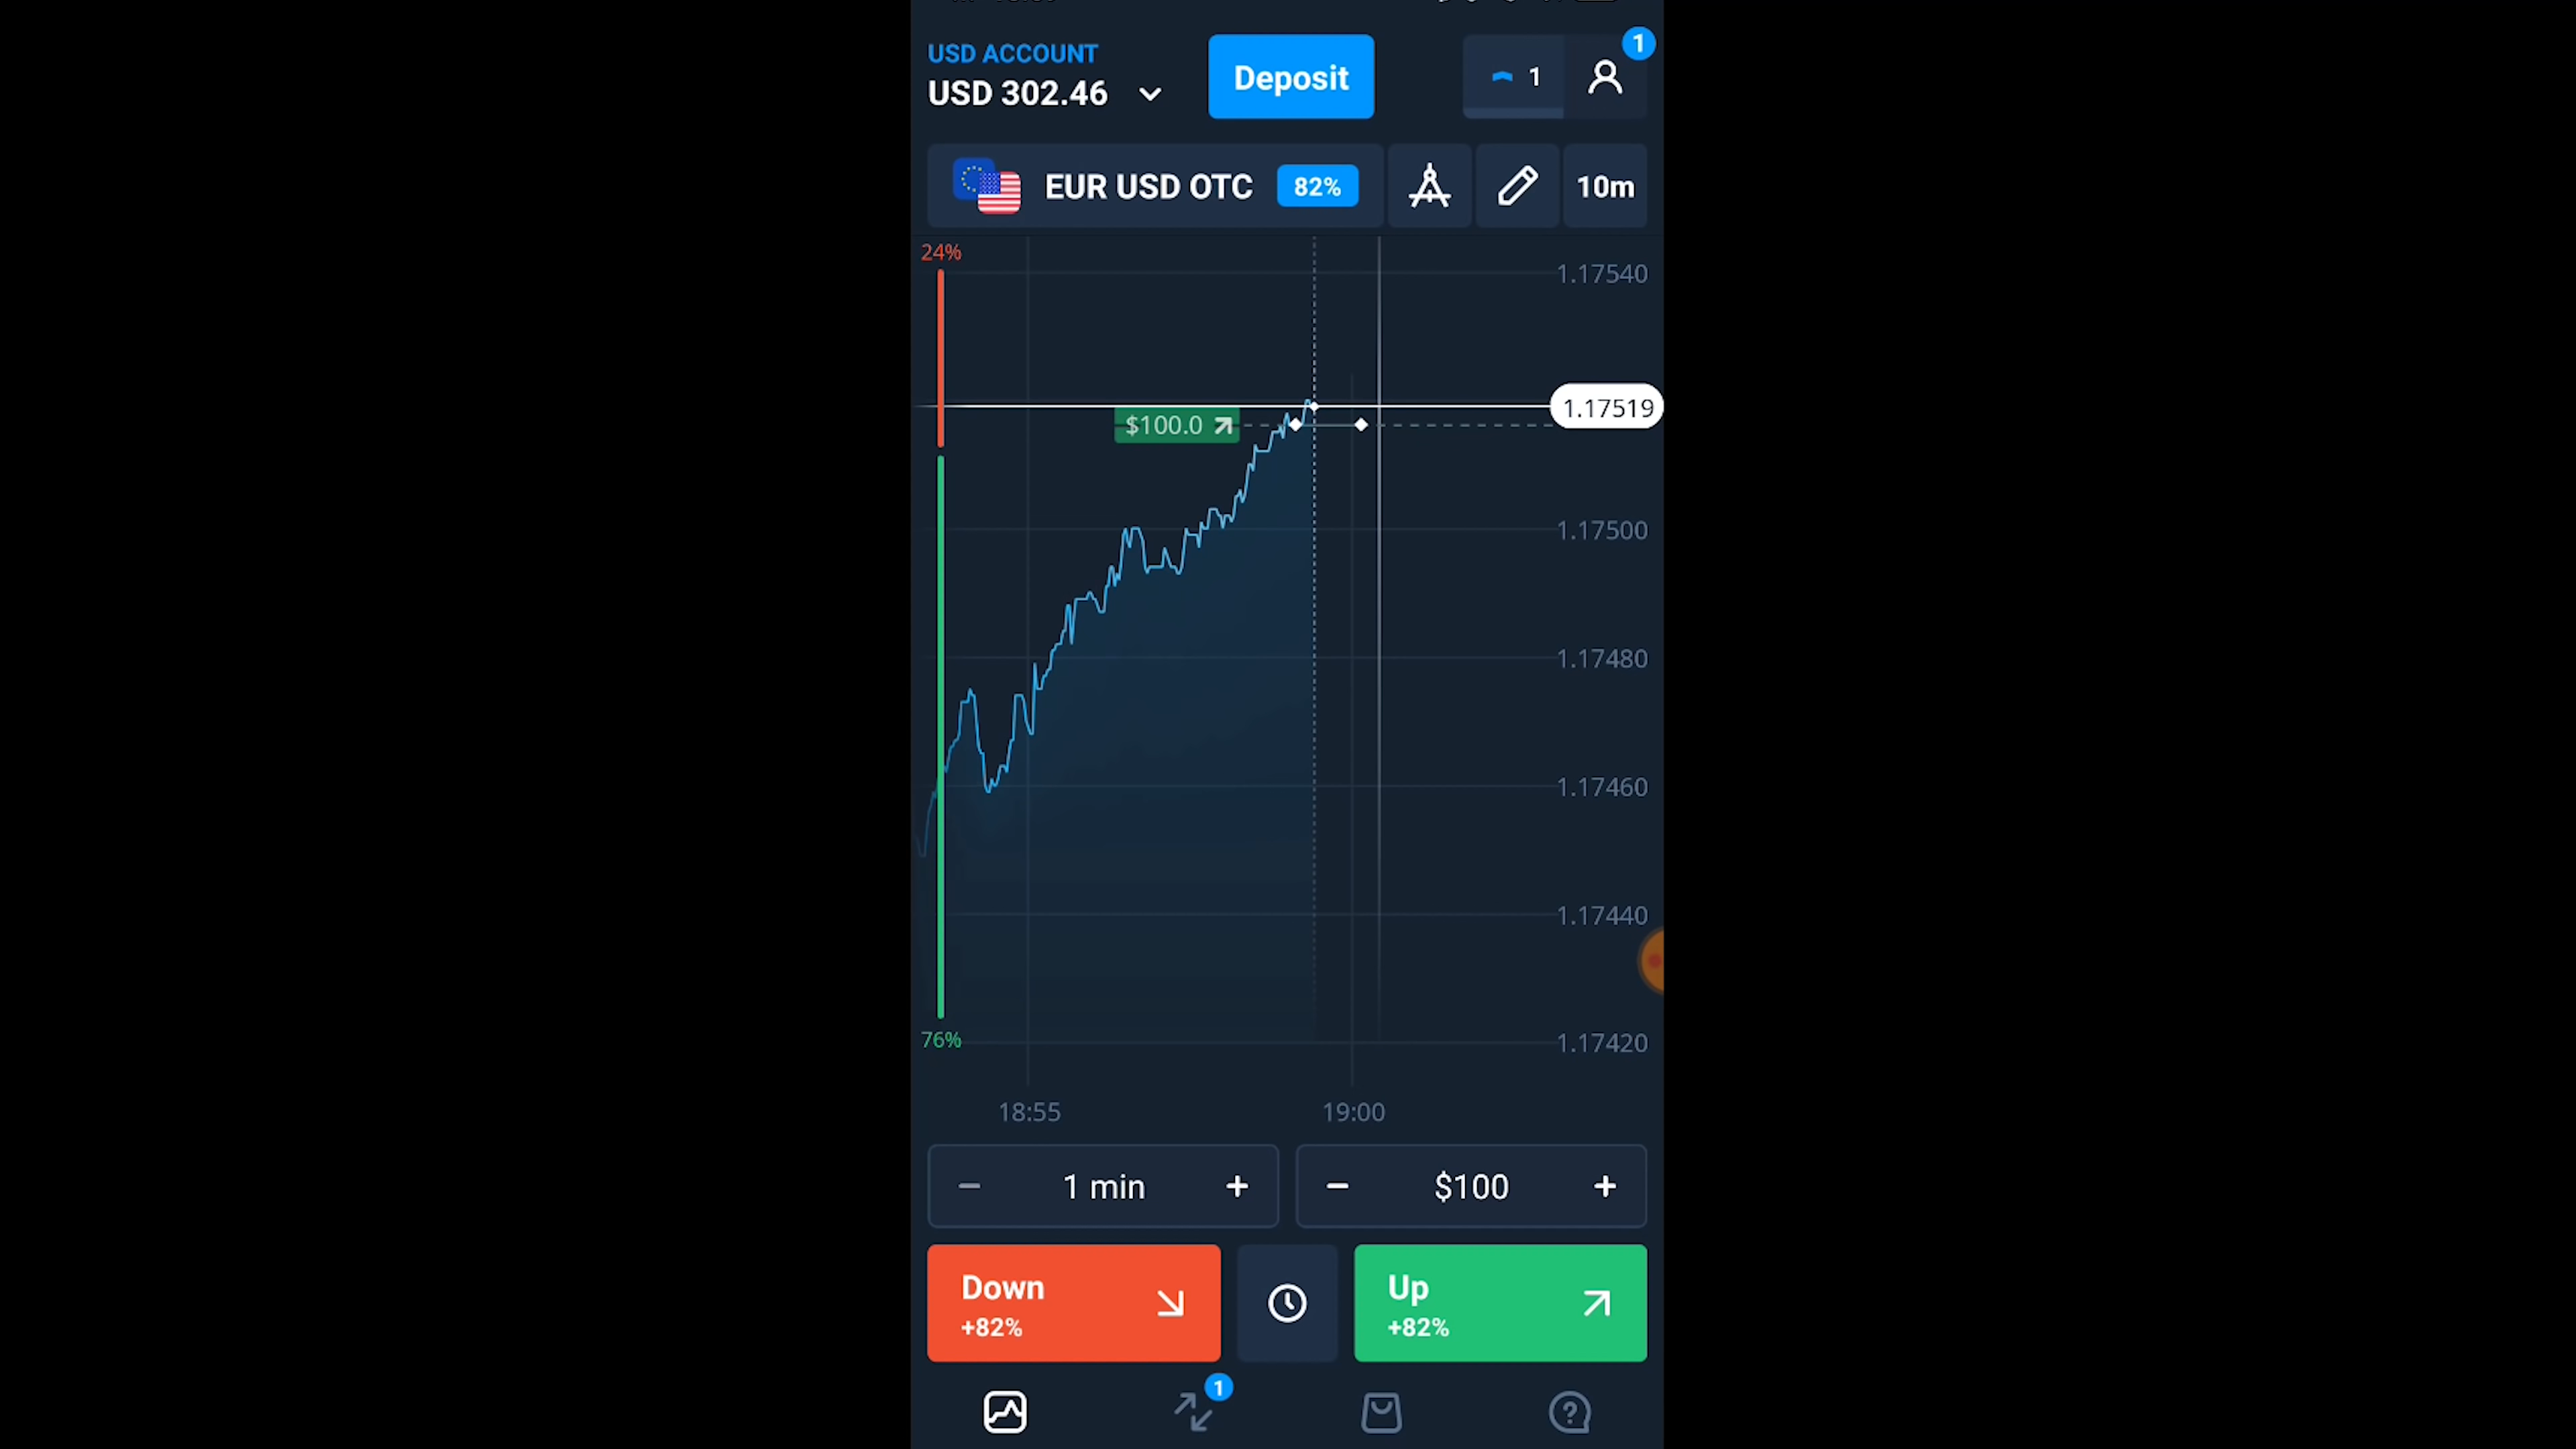 USD ACCOUNT
USD 302.46
Deposit
1
1
EUR USD OTC
82%
10m
24%
1.17540
1.17519
$100.0
1.17500
1.17480
1.17460
1.17440
76%
1.17420
18:55
19:00
1 min
$100
Down
+82%
Up
+82%
1